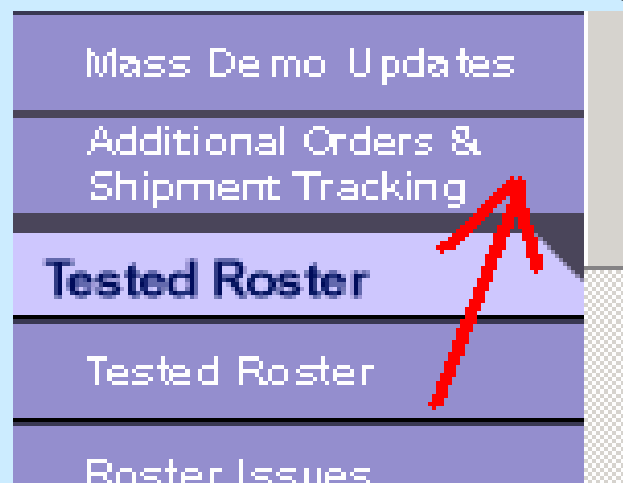 Mass Demo Updates
Additional Orders &
Shipment Tracking
Tested Roster
Tested Roster
Roster Issues